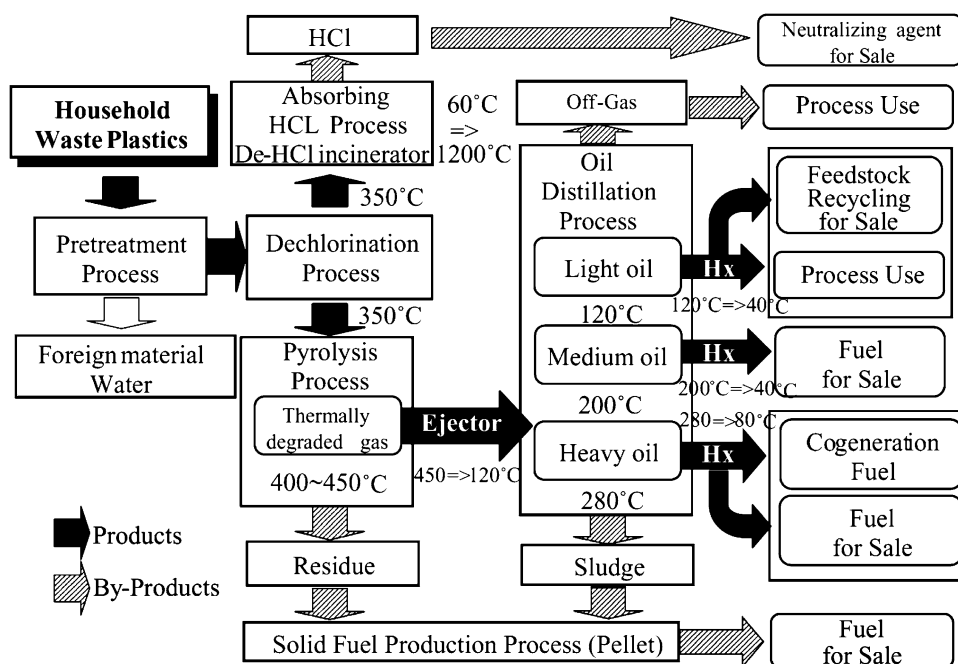 HCl
Neutralizing agent
for Sale
Household
Waste Plastics
Absorbing
HCL Process
De-HCl incinerator
60˚C
=>
1200˚C
Off-Gas
Process Use
350˚C
Oil
Distillation
Process
Feedstock
Recycling
for Sale
Pretreatment
Process
Dechlorination
Process
Light oil
Hx
Process Use
120˚C=>40˚C
350˚C
120˚C
Foreign material
Water
Pyrolysis
Process
Medium oil
Hx
Fuel
for Sale
200˚C=>40˚C
Thermally
degraded gas
Ejector
200˚C
280=>80˚C
Heavy oil
Hx
Cogeneration
Fuel
400~450˚C
450=>120˚C
280˚C
Fuel
for Sale
Products
Residue
Sludge
By-Products
Solid Fuel Production Process (Pellet)
Fuel
for Sale